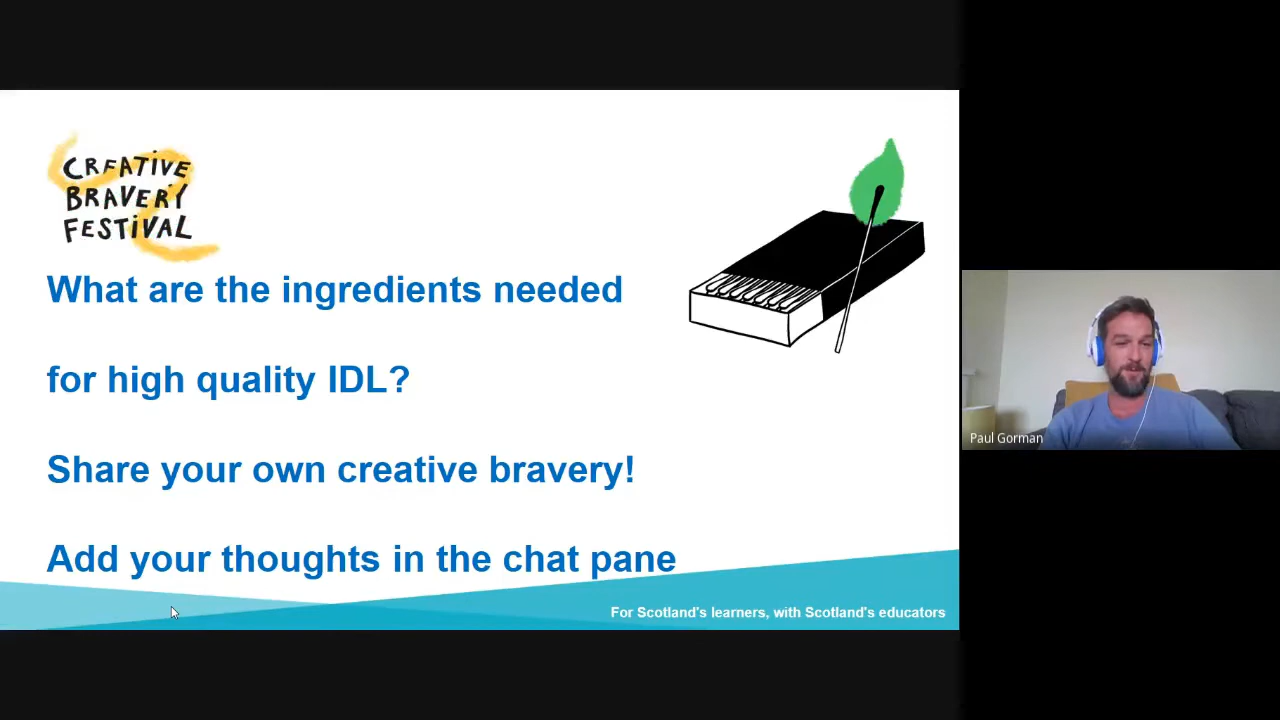 CREATIVE
BRAVERY
FESTIVAL
What are the ingredients needed
for high quality IDL?
Share your own creative bravery!
Add your thoughts in the chat pane
For Scotland's learners, with Scotland's educators
Paul Gorman